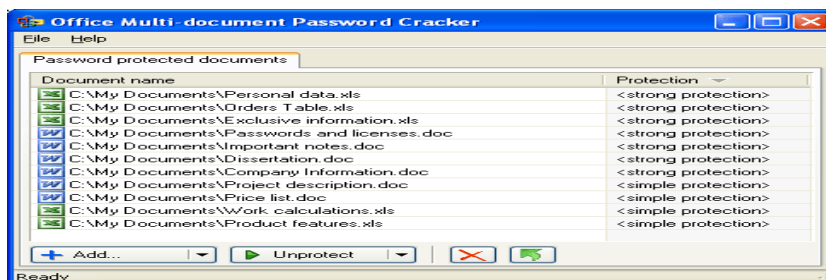 Office Multi-document Password Cracker
File Help
Password protected documents
Document name Protection
C:\My Documents\Personal data.xls <strong protection>
C:\My Documents\Orders Table.xls <strong protection>
C:\My Documents\Exclusive information.xls <strong protection>
C:\My Documents\Passwords and licenses.doc <strong protection>
C:\My Documents\Important notes.doc <strong protection>
C:\My Documents\Dissertation.doc <strong protection>
C:\My Documents\Company Information.doc <strong protection>
C:\My Documents\Project description.doc <simple protection>
C:\My Documents\Price list.doc <simple protection>
C:\My Documents\Work calculations.xls <simple protection>
C:\My Documents\Product features.xls <simple protection>
Add... Unprotect
Ready